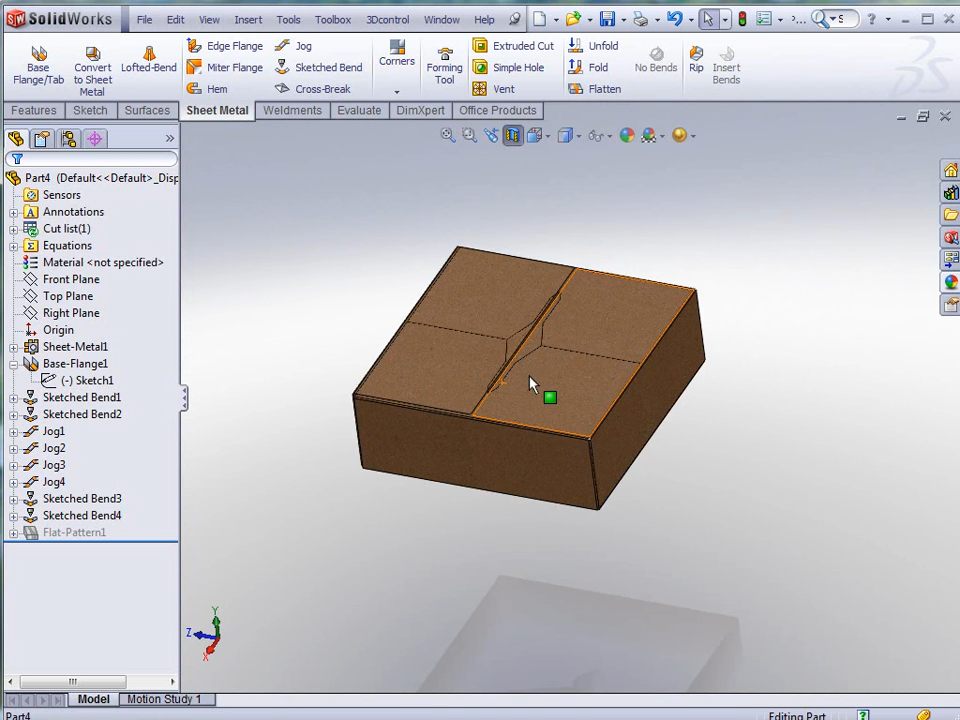 SolidWorks File Edit View Insert Tools Toolbox 3Dcontrol Window Help ... S ?
Base Flange/Tab
Convert to Sheet Metal
Lofted-Bend
Edge Flange
Miter Flange
Hem
Jog
Sketched Bend
Cross-Break
Corners
Forming Tool
Extruded Cut
Simple Hole
Vent
Unfold
Fold
Flatten
No Bends
Rip
Insert Bends
Features Sketch Surfaces Sheet Metal Weldments Evaluate DimXpert Office Products
Part4 (Default<<Default>_Disp
Sensors
Annotations
Cut list(1)
Equations
Material <not specified>
Front Plane
Top Plane
Right Plane
Origin
Sheet-Metal1
Base-Flange1
(-) Sketch1
Sketched Bend1
Sketched Bend2
Jog1
Jog2
Jog3
Jog4
Sketched Bend3
Sketched Bend4
Flat-Pattern1
Y
Z
X
Model Motion Study 1
Part4 Editing Part ?